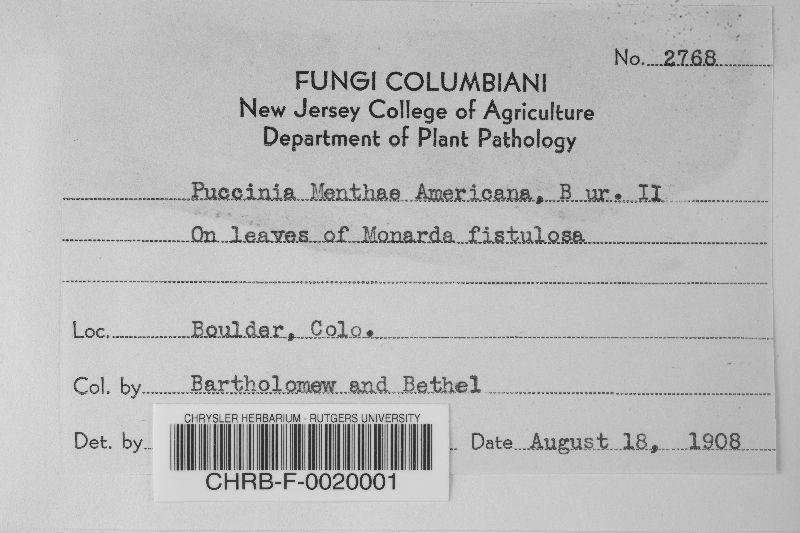 No. 2768
FUNGI COLUMBIANI
New Jersey College of Agriculture
Department of Plant Pathology
Puccinia Menthae Americana, B ur. II
On leaves of Monarda fistulosa
Loc. Boulder, Colo.
Col. by Bartholomew and Bethel
Det. by Date August 18, 1908
CHRYSLER HERBARIUM - RUTGERS UNIVERSITY
CHRB-F-0020001